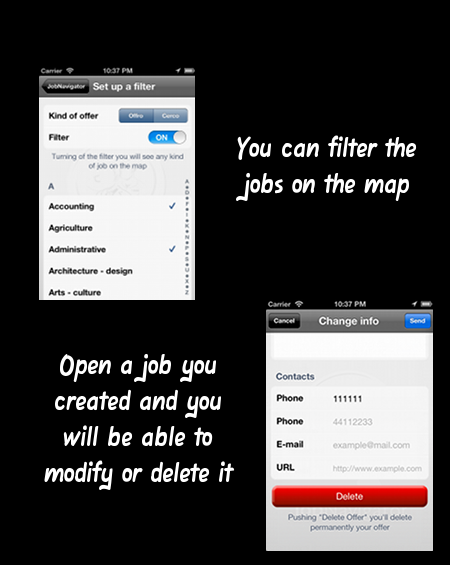 Carrier 10:37 PM
JobNavigator Set up a filter
Kind of offer Offro Cerco
Filter ON
Turning of the filter you will see any kind
of job on the map
A
Accounting
Agriculture
Administrative
Architecture - design
Arts - culture
You can filter the
jobs on the map
Carrier 10:37 PM
Cancel Change info Send
Contacts
Phone 111111
Phone 44112233
E-mail example@mail.com
URL http://www.example.com
Delete
Pushing "Delete Offer" you'll delete
permanently your offer
Open a job you
created and you
will be able to
modify or delete it